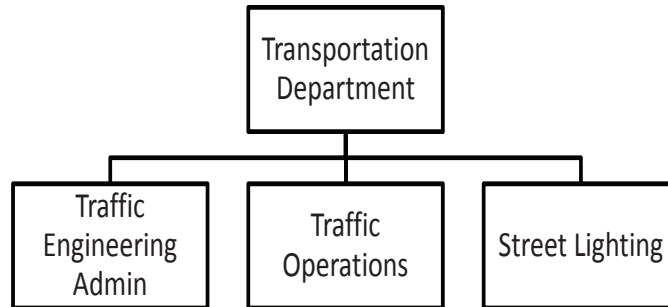 Transportation
Department
Traffic
Engineering
Admin
Traffic
Operations
Street Lighting